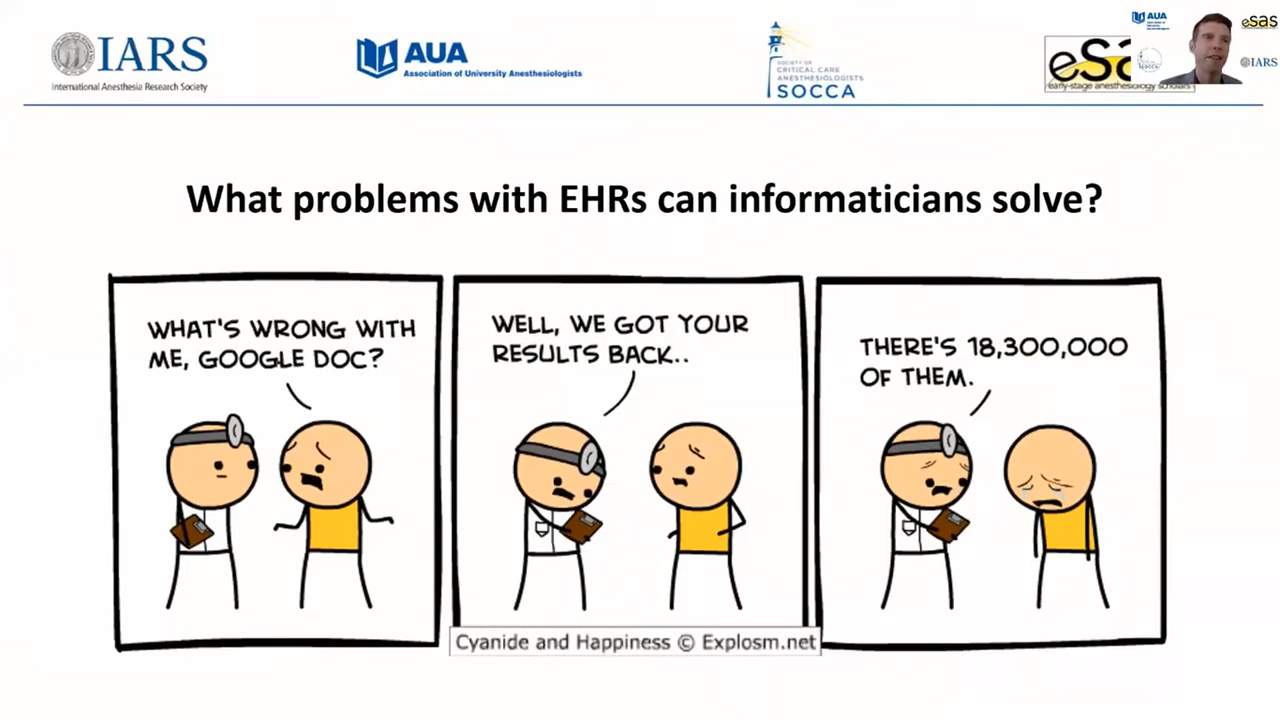 IARS
International Anesthesia Research Society
AUA
Association of University Anesthesiologists
SOCIETY OF
CRITICAL CARE
ANESTHESIOLOGISTS
SOCCA
eSa
early-stage anesthesiology scholars
AUA
eSas
SOCCA
IARS
What problems with EHRs can informaticians solve?
WHAT'S WRONG WITH
ME, GOOGLE DOC?
WELL, WE GOT YOUR
RESULTS BACK..
THERE'S 18,300,000
OF THEM.
Cyanide and Happiness © Explosm.net